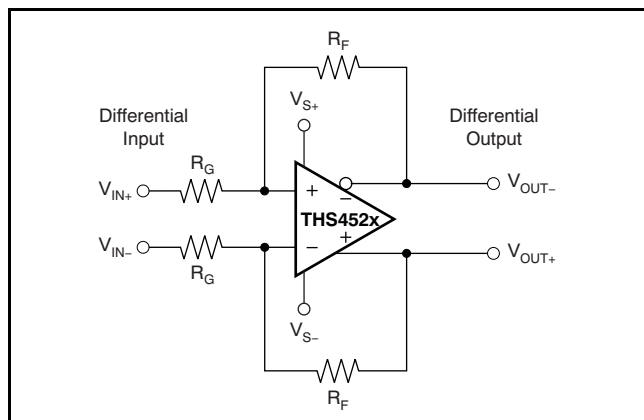 R_F
V_S+
Differential
Input
Differential
Output
R_G
V_IN+
+
−
V_OUT−
THS452x
V_IN−
−
+
V_OUT+
R_G
V_S−
R_F